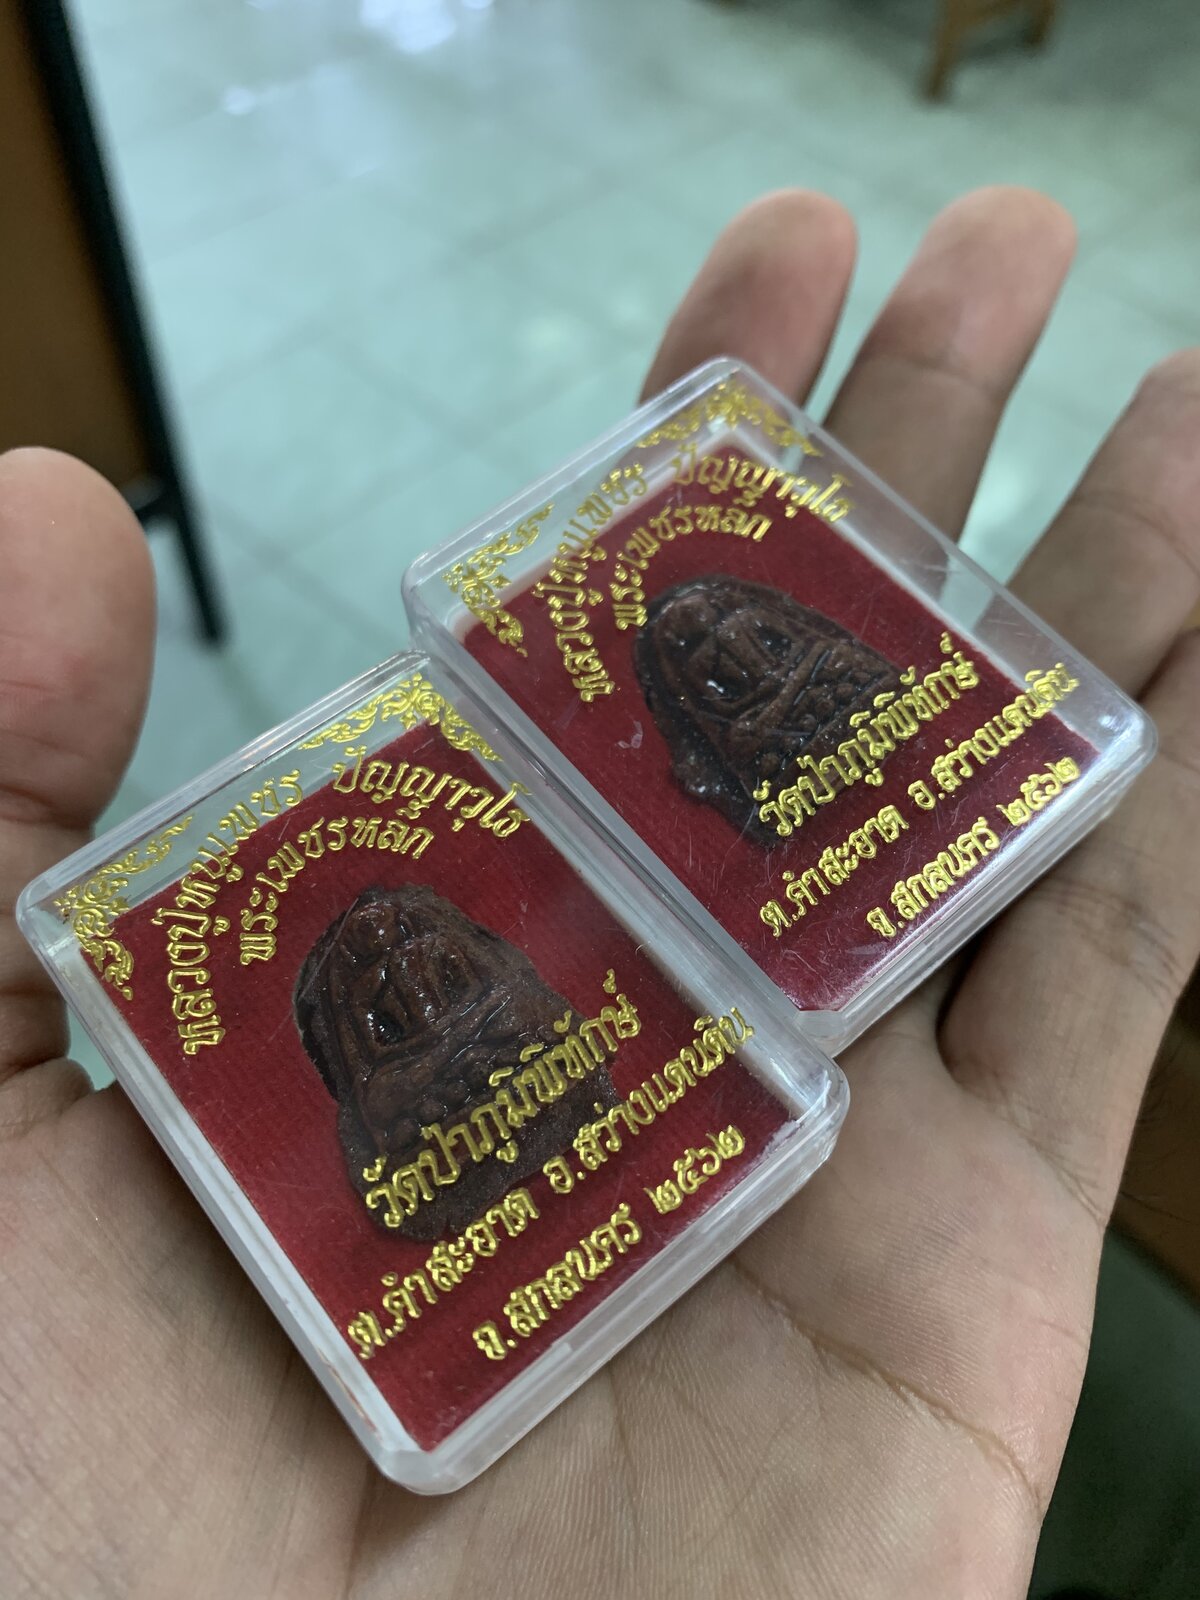 หลวงปู่หนูเพชร ปัญญาวุโธ
พระเพชรหลีก
วัดป่าภูมิพิทักษ์
ต.คำสะอาด อ.สว่างแดนดิน
จ.สกลนคร ๒๕๖๒
หลวงปู่หนูเพชร ปัญญาวุโธ
พระเพชรหลีก
วัดป่าภูมิพิทักษ์
ต.คำสะอาด อ.สว่างแดนดิน
จ.สกลนคร ๒๕๖๒